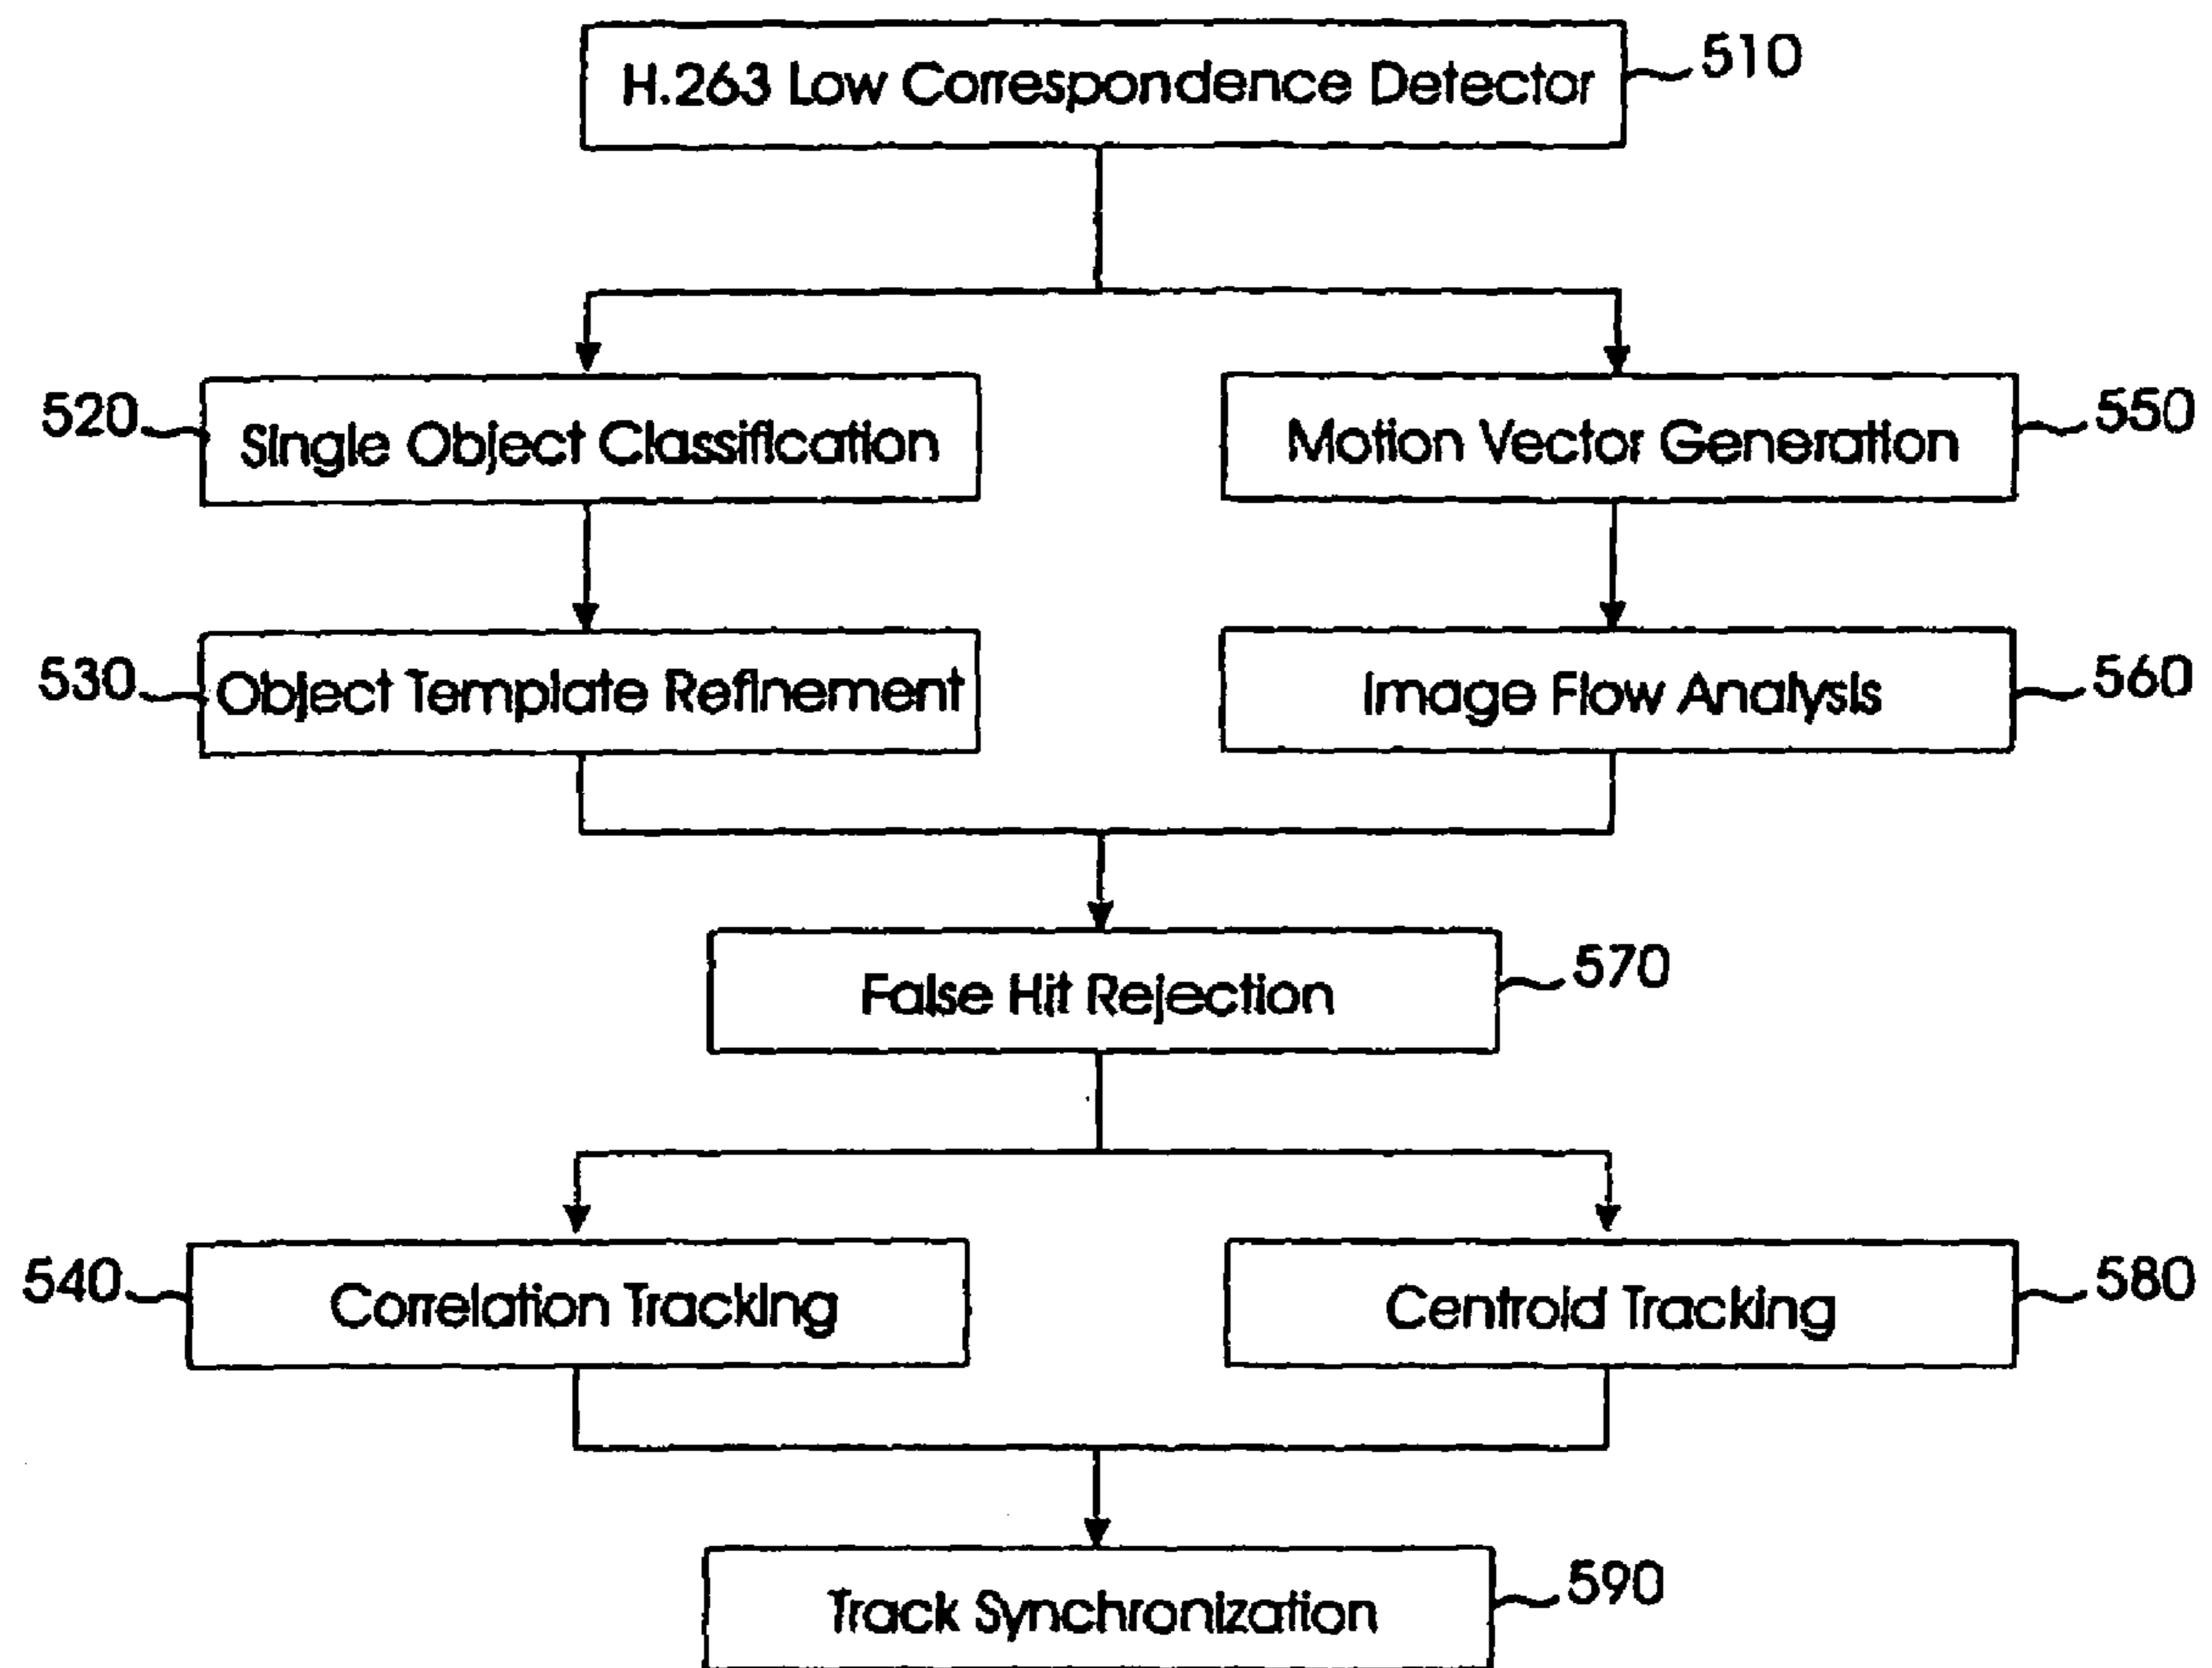 H.263 Low Correspondence Detector
510
520
Single Object Classification
Motion Vector Generation
550
530
Object Template Refinement
Image Flow Analysis
560
False Hit Rejection
570
540
Correlation Tracking
Centroid Tracking
580
Track Synchronization
590